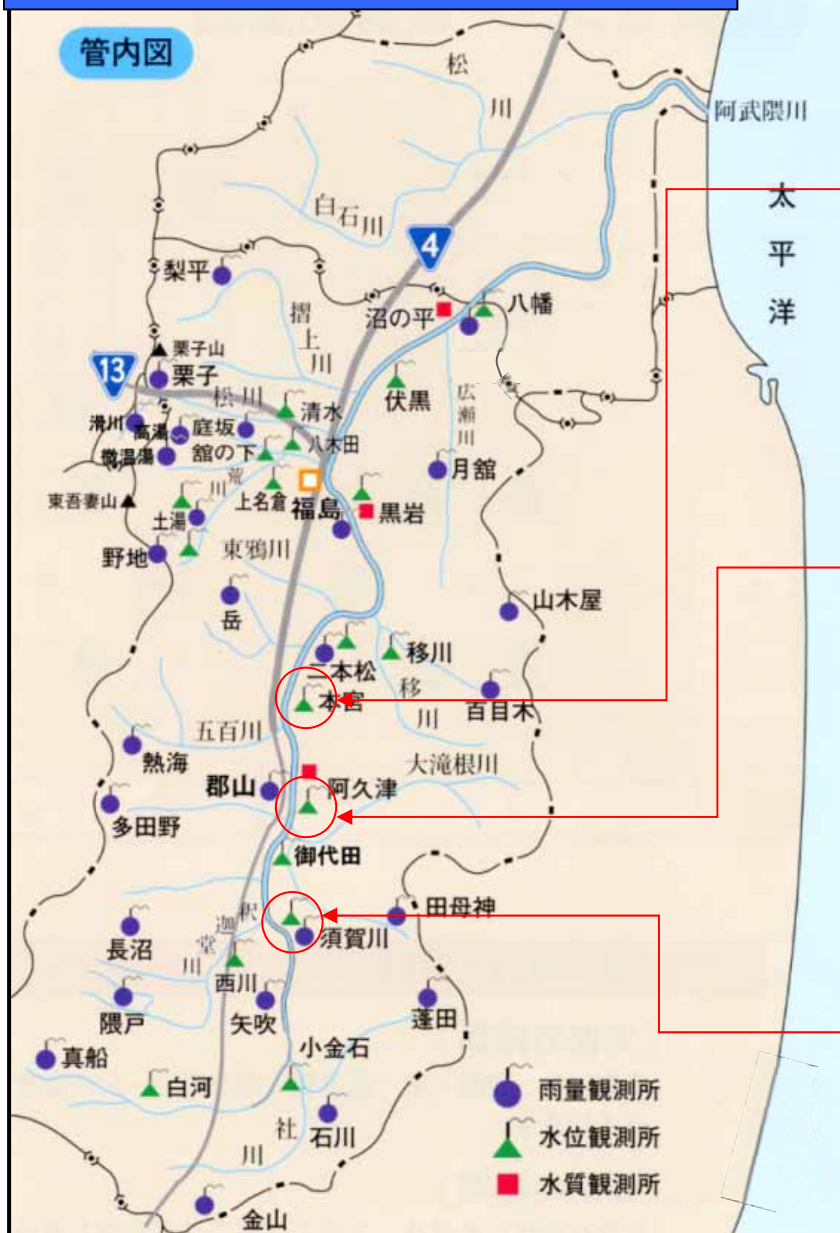 管内図
松川
阿武隈川
太平洋
白石川
4
梨平
摺上川
沼の平
八幡
栗子山
13
栗子
松川
清水
伏黒
広瀬川
滑川
高湯
庭坂
八木田
微温湯
舘の下
月舘
荒川
上名倉
福島
黒岩
東吾妻山
土湯
野地
東鴉川
岳
山木屋
二本松
移川
移川
本宮
百目木
五百川
熱海
大滝根川
郡山
阿久津
多田野
御代田
田母神
釈迦堂川
長沼
須賀川
西川
隈戸
矢吹
蓬田
小金石
真船
白河
社川
石川
雨量観測所
水位観測所
水質観測所
金山